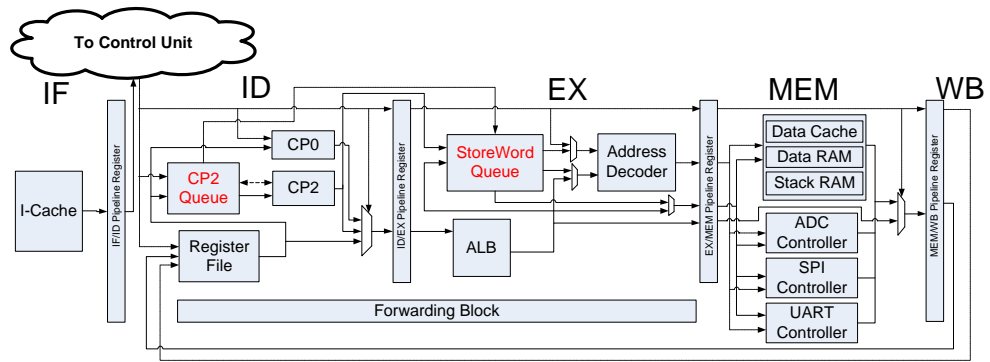 To Control Unit
IF
ID
EX
MEM
WB
I-Cache
IF/ID Pipeline Register
CP0
CP2
Queue
CP2
Register
File
ID/EX Pipeline Register
StoreWord
Queue
Address
Decoder
ALB
Forwarding Block
EX/MEM Pipeline Register
Data Cache
Data RAM
Stack RAM
ADC
Controller
SPI
Controller
UART
Controller
MEM/WB Pipeline Register